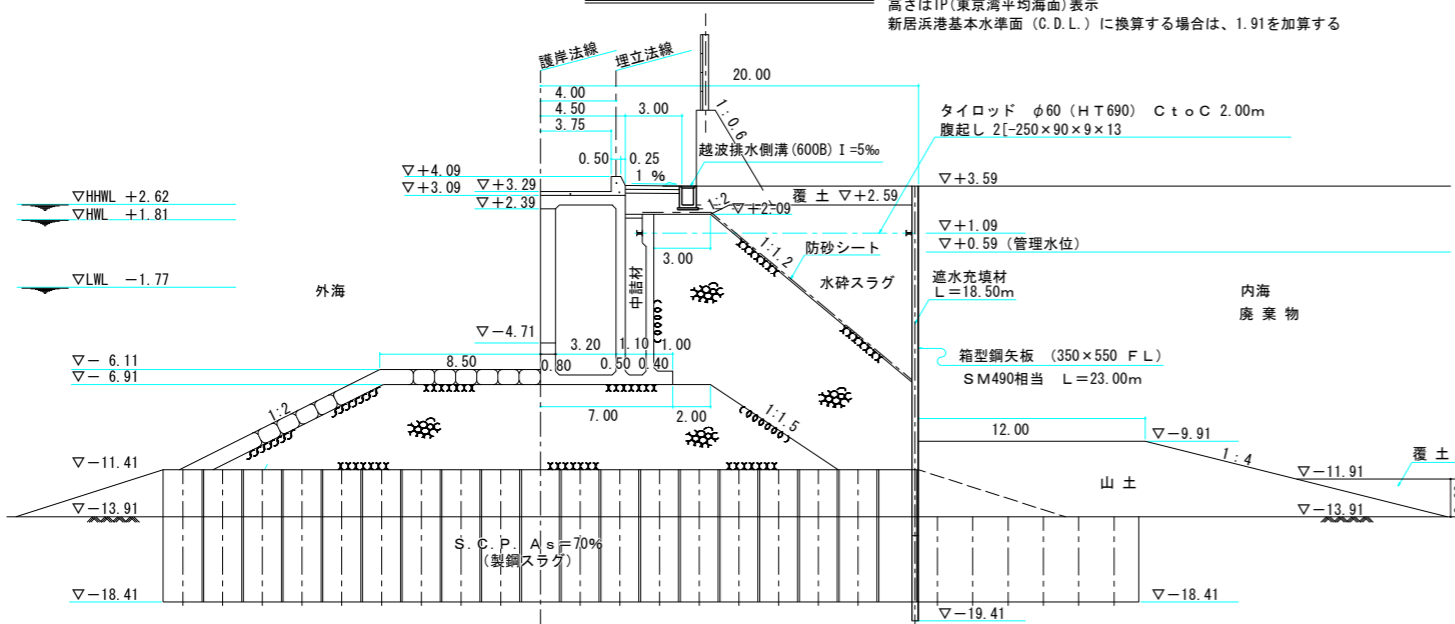 高さはTP(東京湾平均海面)表示
新居浜港基本水準面 (C.D.L.) に換算する場合は、1.91を加算する
護岸法線
埋立法線
20.00
4.00
4.50
3.00
3.75
1:0.6
タイロッド φ60 (HT690) CtoC 2.00m
腹起し 2[-250×90×9×13
越波排水側溝(600B) I=5‰
0.50
0.25
1 %
▽+4.09
▽+3.09
▽+3.29
▽+2.39
▽+3.59
▽HHWL +2.62
▽HWL +1.81
覆 土 ▽+2.59
1:2
▽+2.09
▽+1.09
▽+0.59 (管理水位)
3.00
1:1.2
防砂シート
水砕スラグ
中詰材
▽LWL -1.77
外海
遮水充填材
L=18.50m
内海
廃 棄 物
▽-4.71
3.20
1.10
1.00
箱型鋼矢板 (350×550 FL)
SM490相当 L=23.00m
▽- 6.11
▽- 6.91
8.50
0.80
0.50
0.40
1:2
7.00
2.00
1:1.5
12.00
▽-9.91
1:4
▽-11.41
▽-11.91
覆 土
山 土
▽-13.91
▽-13.91
S.C.P. As=70%
(製鋼スラグ)
▽-18.41
▽-18.41
▽-19.41